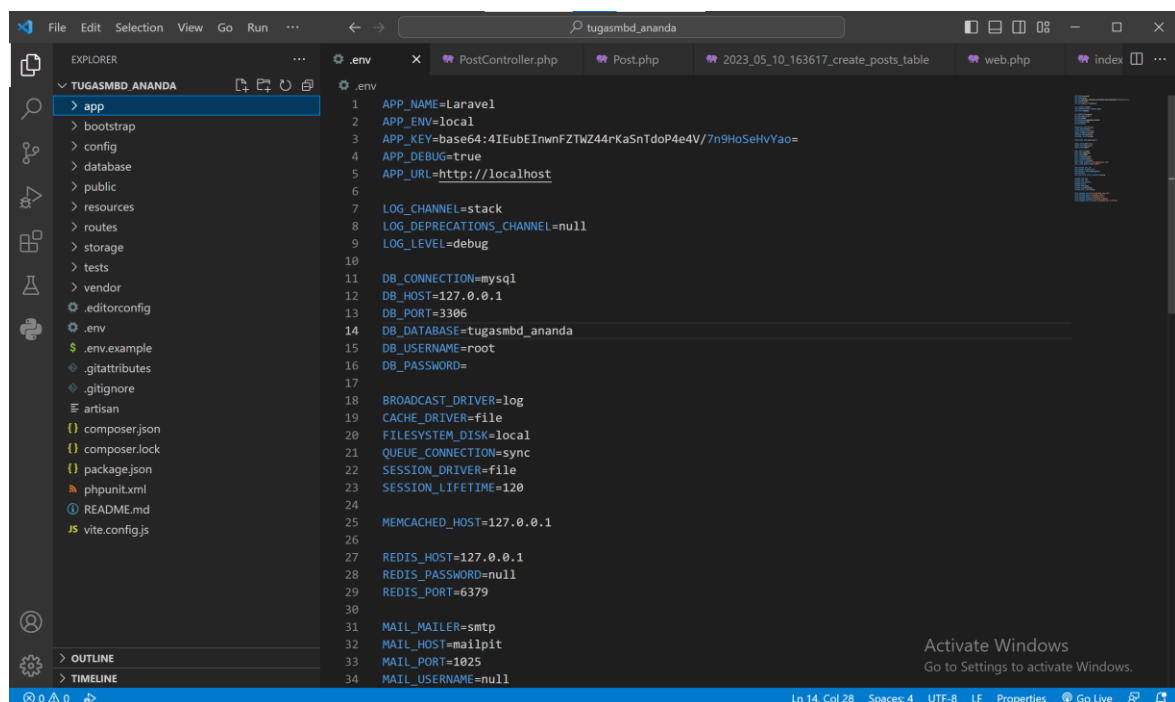 File Edit Selection View Go Run ···
tugasmbd_ananda
EXPLORER
.env
PostController.php
Post.php
2023_05_10_163617_create_posts_table
web.php
index
TUGASMBD_ANANDA
app
bootstrap
config
database
public
resources
routes
storage
tests
vendor
.editorconfig
.env
.env.example
.gitattributes
.gitignore
artisan
composer.json
composer.lock
package.json
phpunit.xml
README.md
vite.config.js
OUTLINE
TIMELINE
.env
1 APP_NAME=Laravel
2 APP_ENV=local
3 APP_KEY=base64:4IEubEInwnFZTWZ44rKaSnTdoP4e4V/7n9HoSeHvYao=
4 APP_DEBUG=true
5 APP_URL=http://localhost
6
7 LOG_CHANNEL=stack
8 LOG_DEPRECATIONS_CHANNEL=null
9 LOG_LEVEL=debug
10
11 DB_CONNECTION=mysql
12 DB_HOST=127.0.0.1
13 DB_PORT=3306
14 DB_DATABASE=tugasmbd_ananda
15 DB_USERNAME=root
16 DB_PASSWORD=
17
18 BROADCAST_DRIVER=log
19 CACHE_DRIVER=file
20 FILESYSTEM_DISK=local
21 QUEUE_CONNECTION=sync
22 SESSION_DRIVER=file
23 SESSION_LIFETIME=120
24
25 MEMCACHED_HOST=127.0.0.1
26
27 REDIS_HOST=127.0.0.1
28 REDIS_PASSWORD=null
29 REDIS_PORT=6379
30
31 MAIL_MAILER=smtp
32 MAIL_HOST=mailpit
33 MAIL_PORT=1025
34 MAIL_USERNAME=null
Activate Windows
Go to Settings to activate Windows.
0 0 Ln 14, Col 28 Spaces: 4 UTF-8 LF Properties Go Live